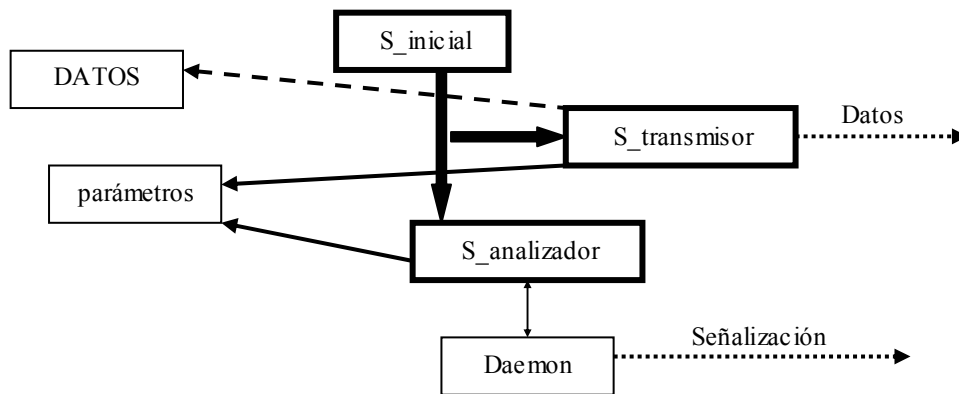 S_inicial
DATOS
S_transmisor
Datos
parámetros
S_analizador
Señalización
Daemon